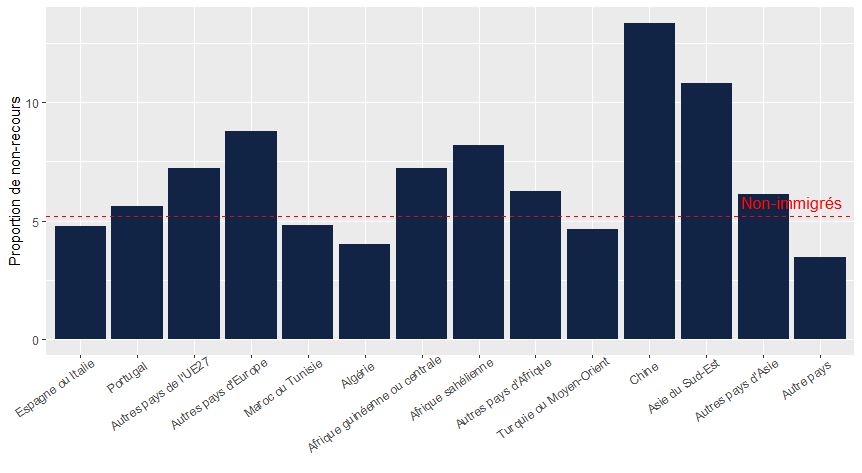 Proportion de non-recours
10
5
0
Non-immigrés
Espagne ou Italie
Portugal
Autres pays de l'UE27
Autres pays d'Europe
Maroc ou Tunisie
Algérie
Afrique guinéenne ou centrale
Afrique sahélienne
Autres pays d'Afrique
Turquie ou Moyen-Orient
Chine
Asie du Sud-Est
Autres pays d'Asie
Autre pays